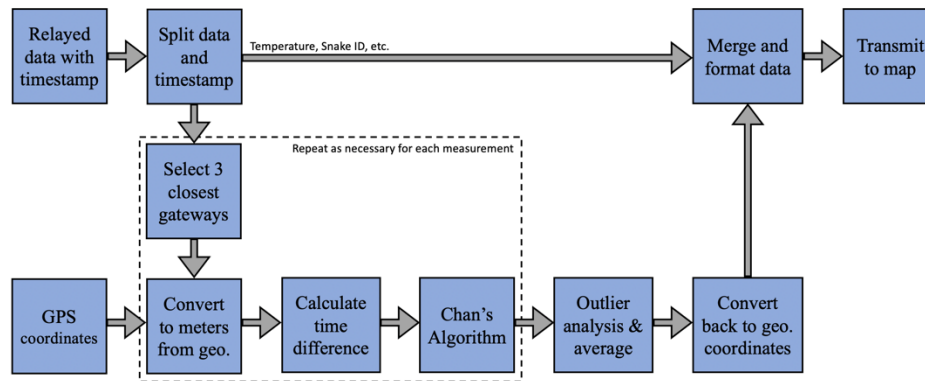 Relayed
data with
timestamp
Split data
and
timestamp
Temperature, Snake ID, etc.
Merge and
format data
Transmit
to map
Repeat as necessary for each measurement
Select 3
closest
gateways
GPS
coordinates
Convert
to meters
from geo.
Calculate
time
difference
Chan's
Algorithm
Outlier
analysis &
average
Convert
back to geo.
coordinates